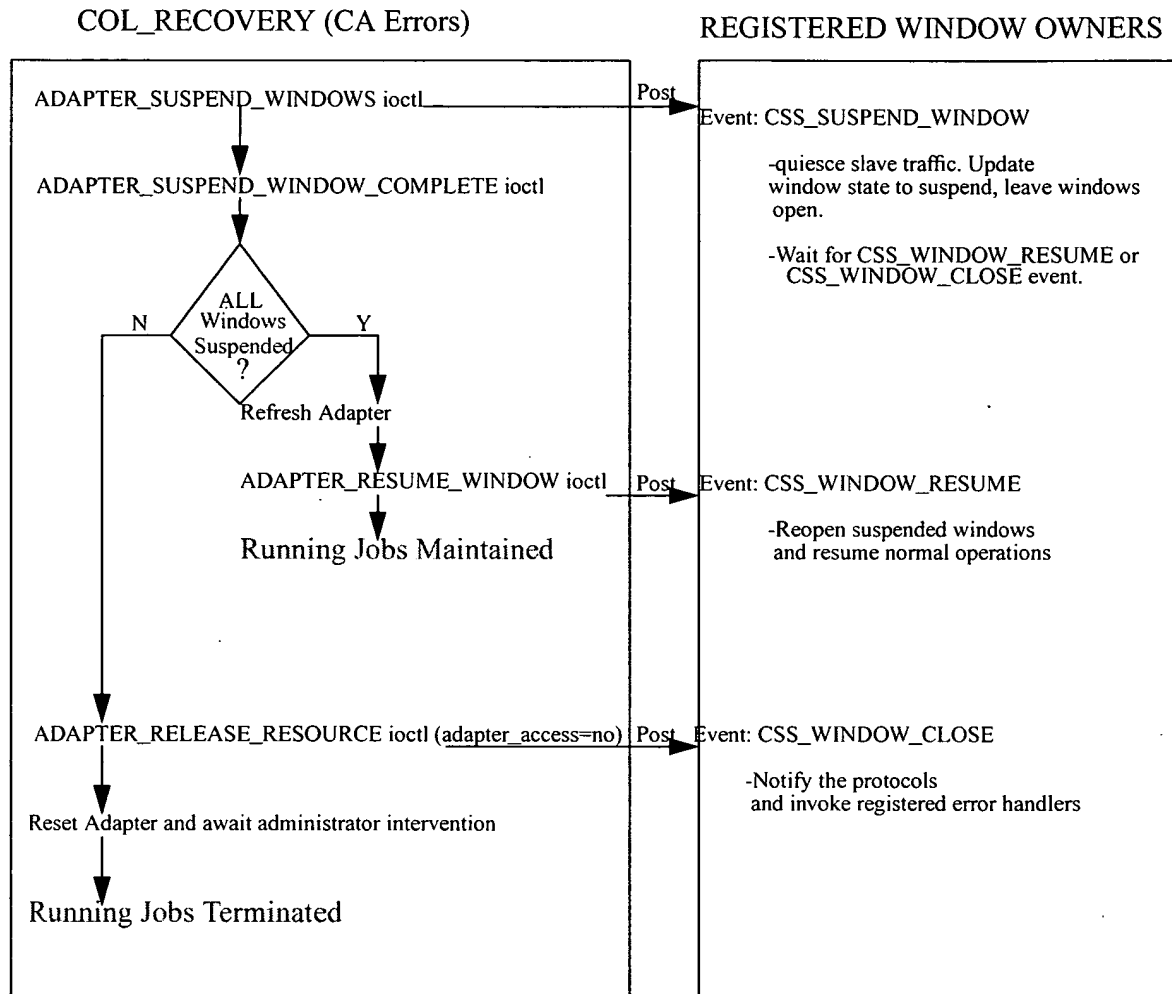 COL_RECOVERY (CA Errors)
REGISTERED WINDOW OWNERS
ADAPTER_SUSPEND_WINDOWS ioctl
Post
Event: CSS_SUSPEND_WINDOW
-quiesce slave traffic. Update
window state to suspend, leave windows
open.
-Wait for CSS_WINDOW_RESUME or
CSS_WINDOW_CLOSE event.
ADAPTER_SUSPEND_WINDOW_COMPLETE ioctl
ALL
Windows
Suspended
?
N
Y
Refresh Adapter
ADAPTER_RESUME_WINDOW ioctl
Post
Event: CSS_WINDOW_RESUME
-Reopen suspended windows
and resume normal operations
Running Jobs Maintained
ADAPTER_RELEASE_RESOURCE ioctl (adapter_access=no)
Post
Event: CSS_WINDOW_CLOSE
-Notify the protocols
and invoke registered error handlers
Reset Adapter and await administrator intervention
Running Jobs Terminated